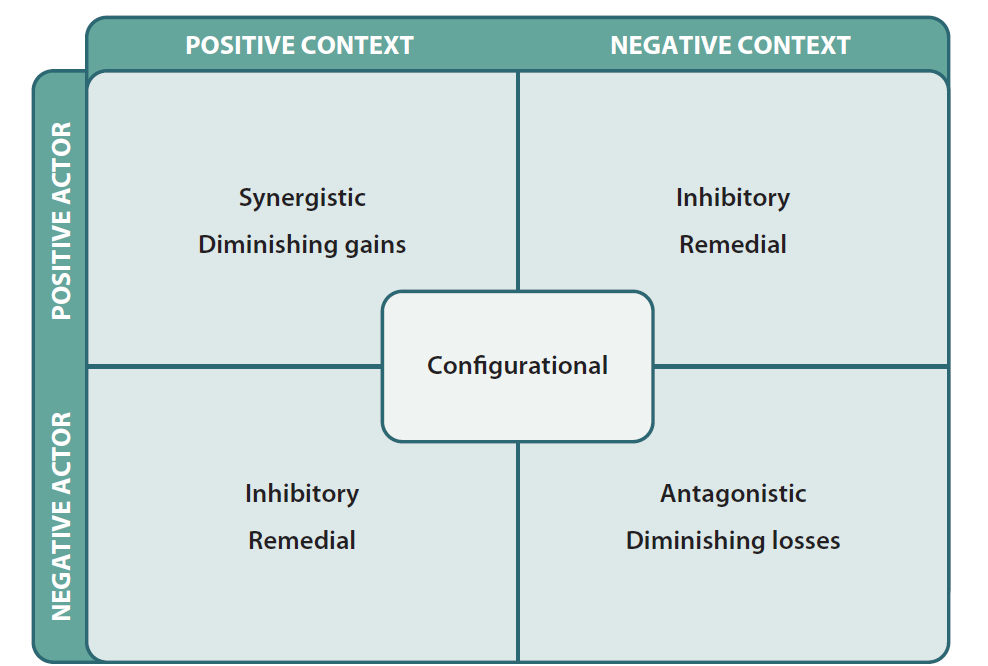 POSITIVE CONTEXT
NEGATIVE CONTEXT
POSITIVE ACTOR
Synergistic
Diminishing gains
Inhibitory
Remedial
Configurational
NEGATIVE ACTOR
Inhibitory
Remedial
Antagonistic
Diminishing losses